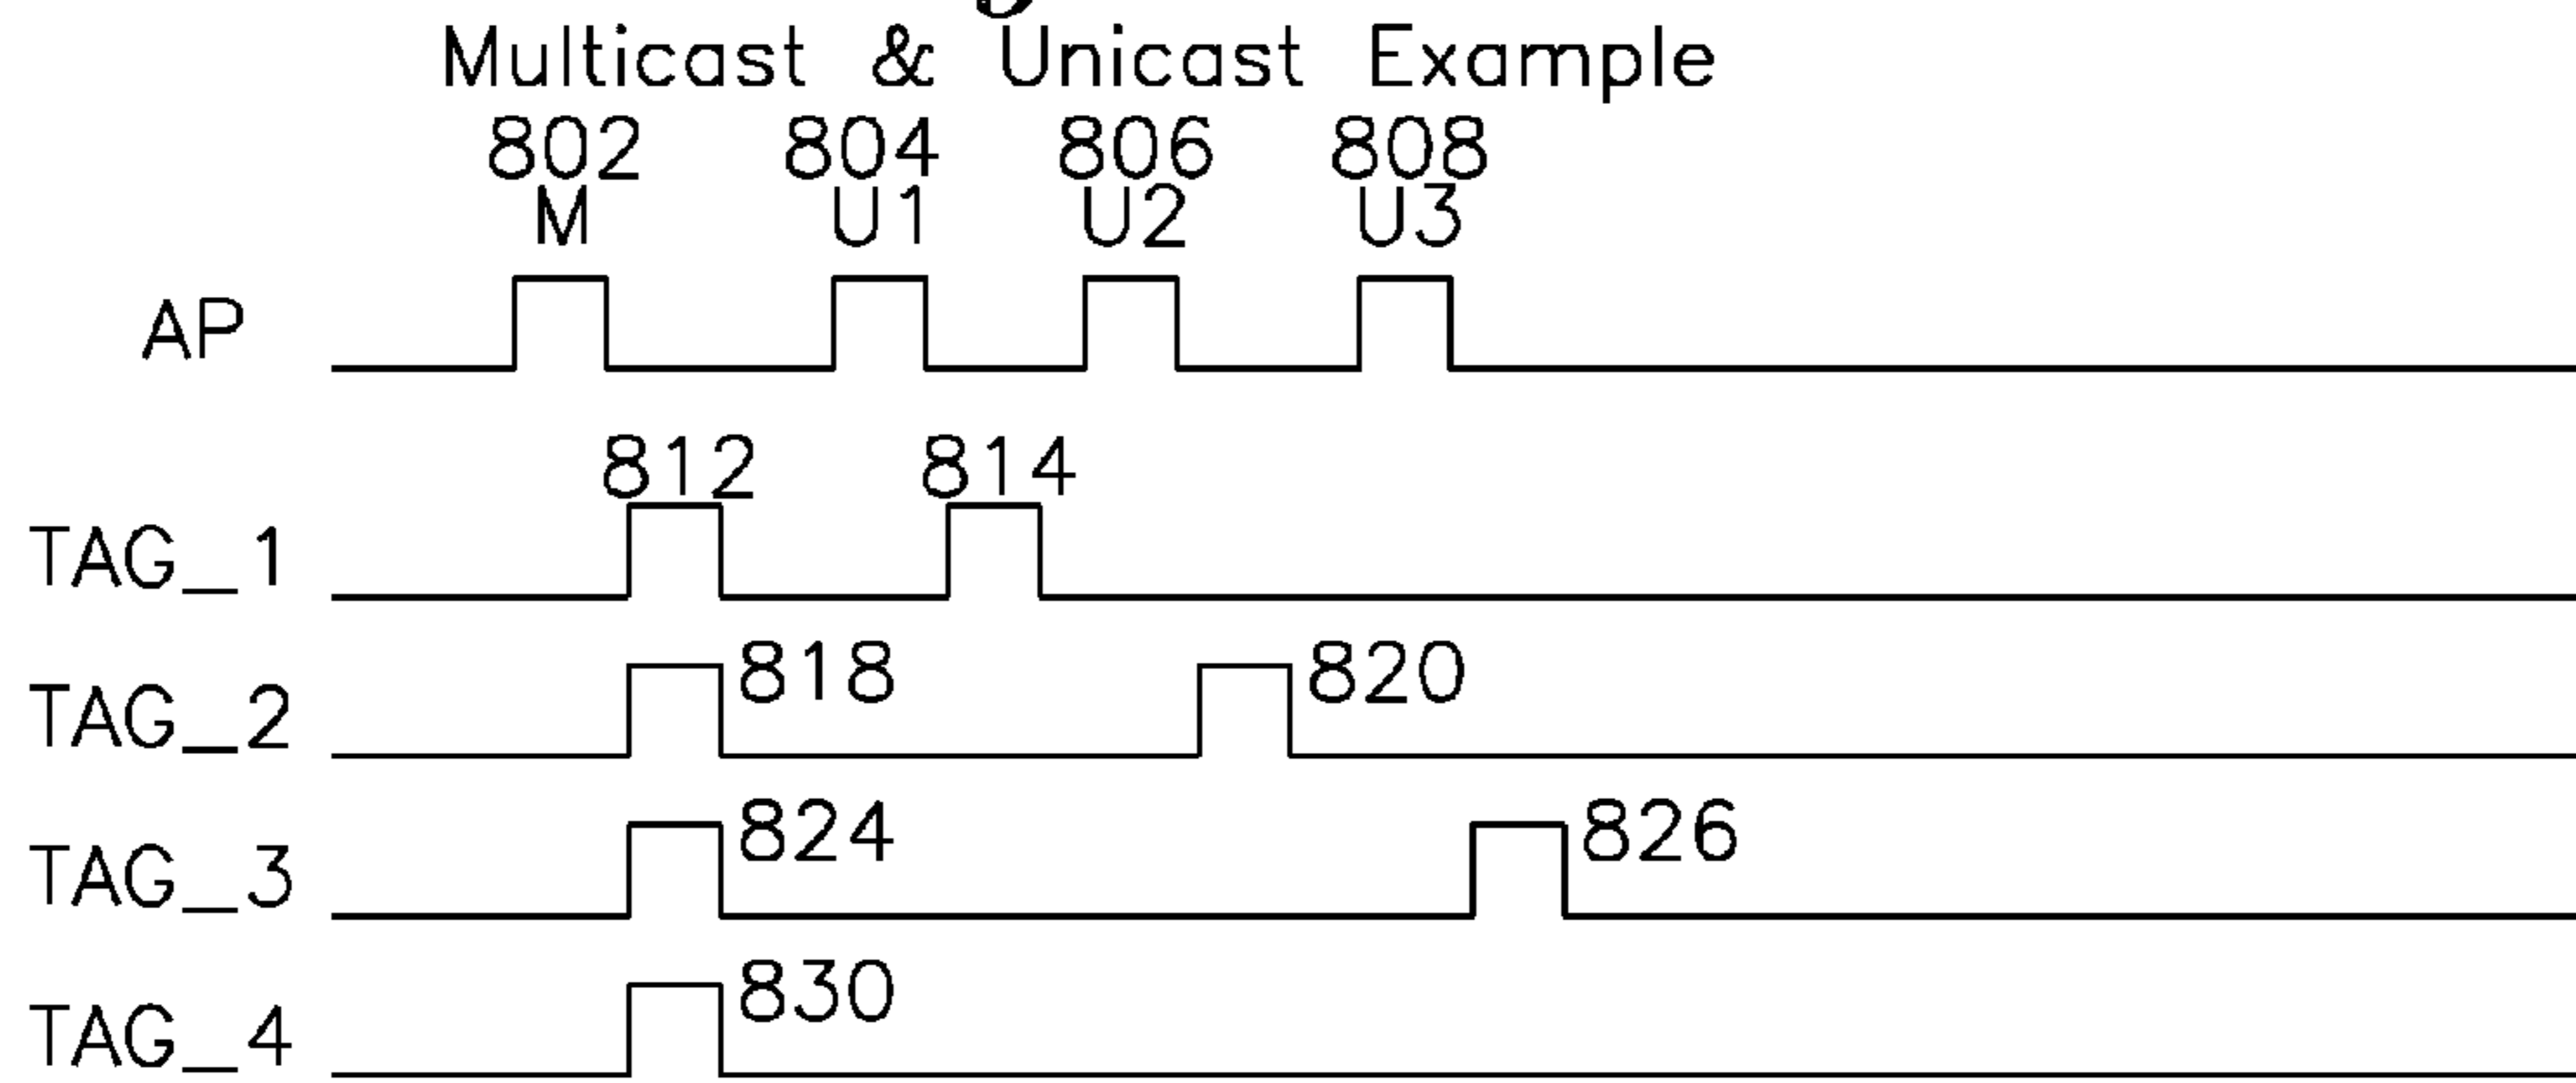 Multicast & Unicast Example
802 804 806 808
M U1 U2 U3
AP
812 814
TAG_1
818 820
TAG_2
824 826
TAG_3
830
TAG_4